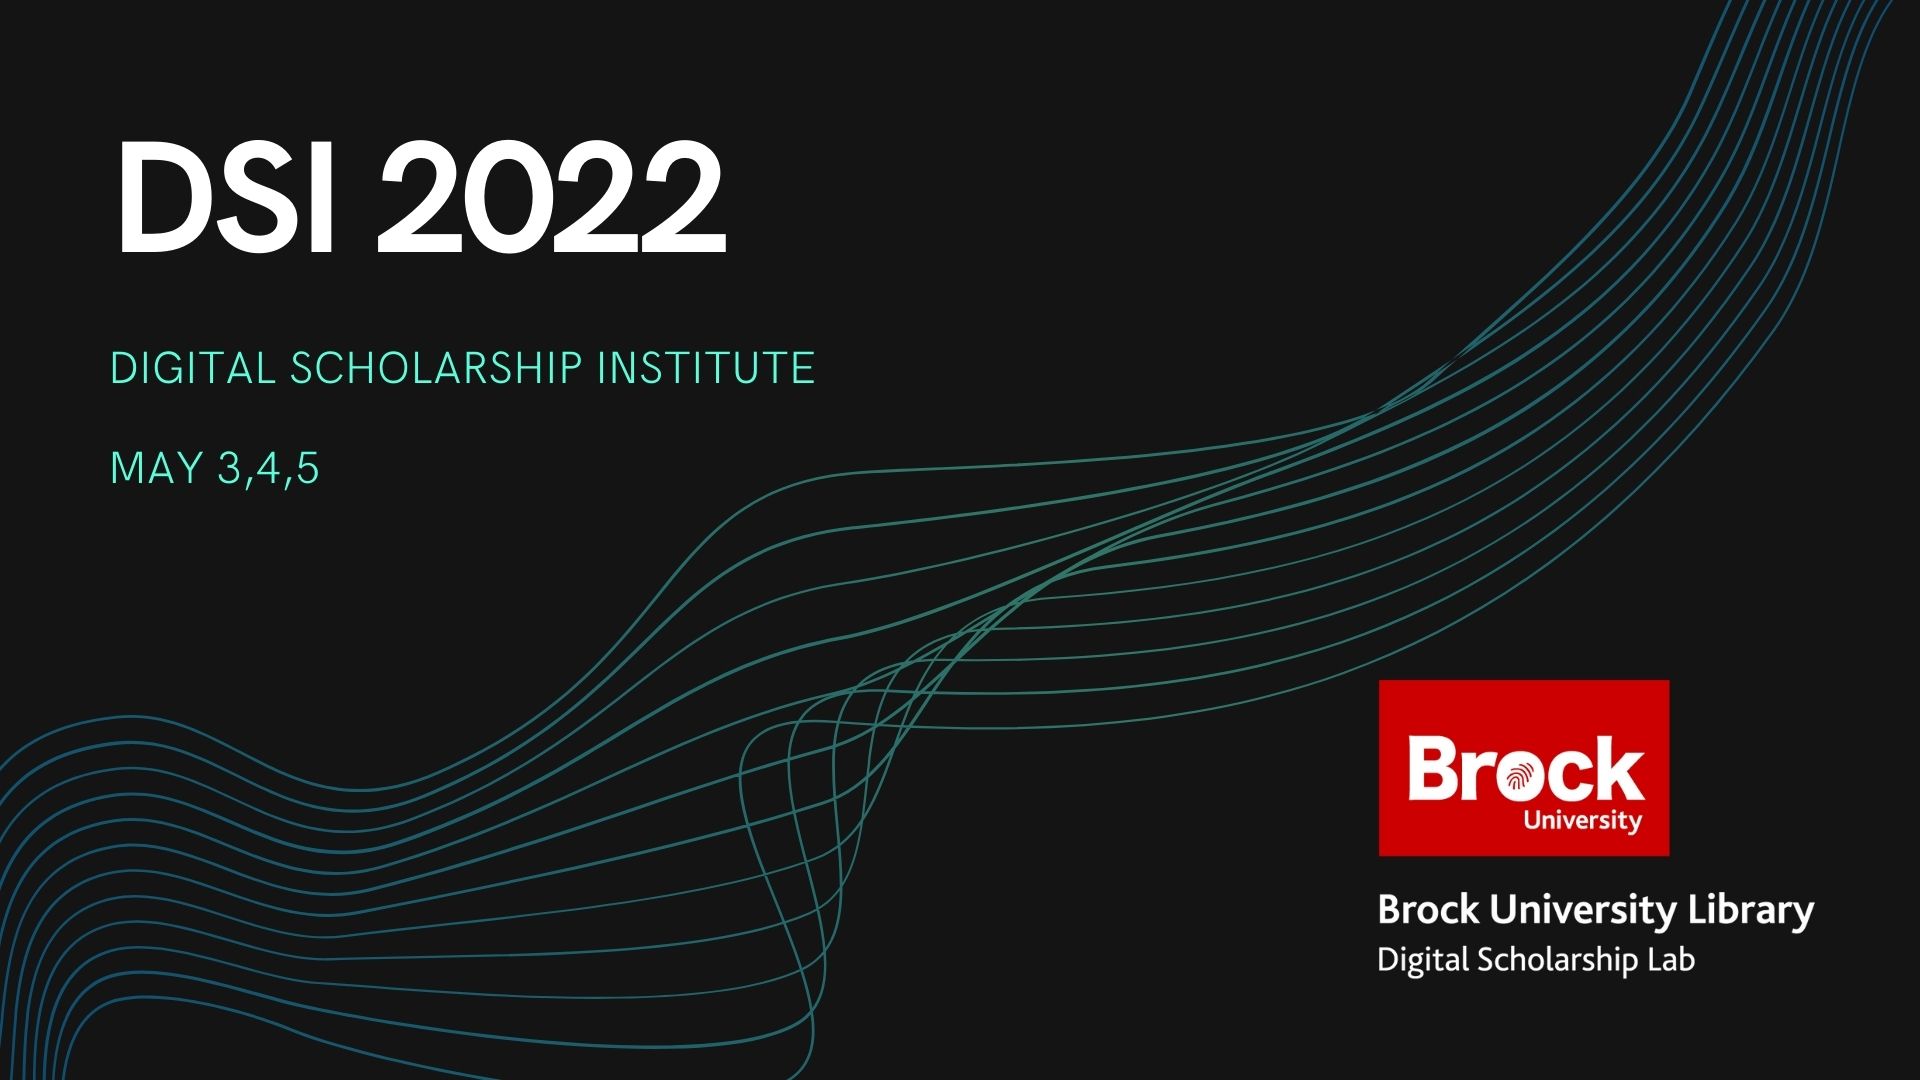 DSI 2022
DIGITAL SCHOLARSHIP INSTITUTE
MAY 3,4,5
Brock
University
Brock University Library
Digital Scholarship Lab